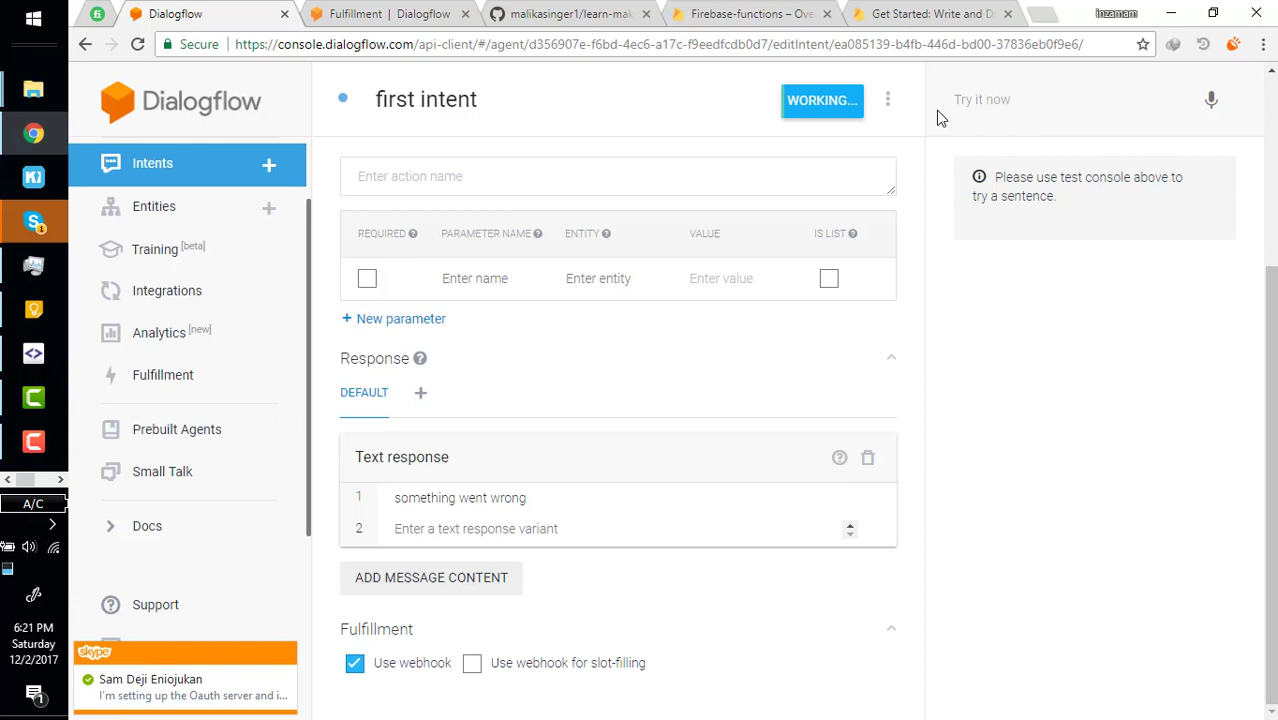 Dialogflow
Fulfillment | Dialogflow
malikasinger1/learn-mak
Firebase-functions – Ove
Get Started: Write and D
inzamam
Secure
https://console.dialogflow.com/api-client/#/agent/d356907e-f6bd-4ec6-a17c-f9eedfcdb0d7/editIntent/ea085139-b4fb-446d-bd00-37836eb0f9e6/
Dialogflow
first intent
WORKING...
Try it now
Intents
Enter action name
Please use test console above to
try a sentence.
Entities
REQUIRED
PARAMETER NAME
ENTITY
VALUE
IS LIST
Training [beta]
Enter name
Enter entity
Enter value
Integrations
+ New parameter
Analytics [new]
Response
Fulfillment
DEFAULT
Prebuilt Agents
Text response
Small Talk
1 something went wrong
2 Enter a text response variant
A/C
Docs
ADD MESSAGE CONTENT
Support
Fulfillment
6:21 PM
Saturday
12/2/2017
skype
Use webhook
Use webhook for slot-filling
Sam Deji Eniojukan
I'm setting up the Oauth server and i...
1